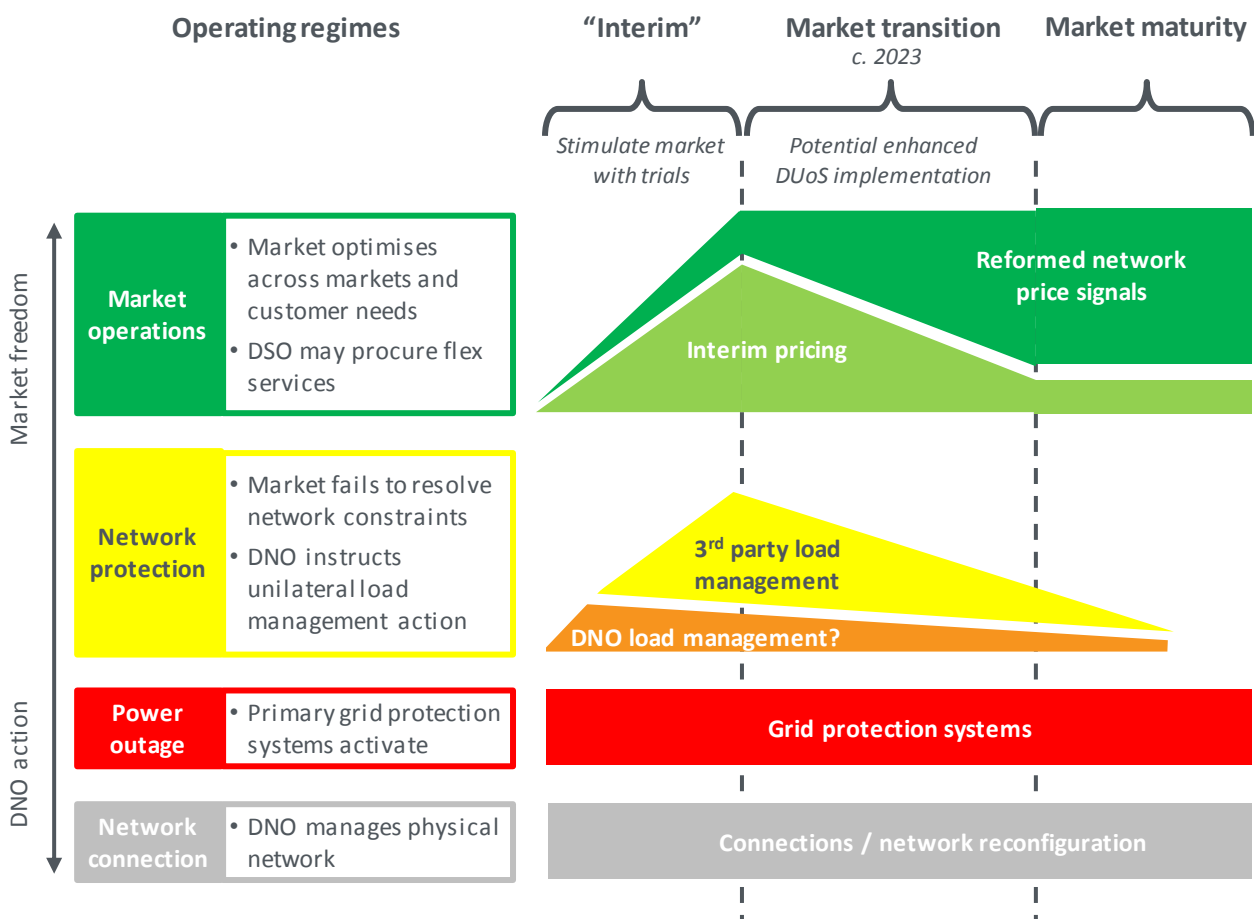 Operating regimes
“Interim”
Market transition
c. 2023
Market maturity
Stimulate market
with trials
Potential enhanced
DUoS implementation
Market freedom
DNO action
Market
operations
• Market optimises
across markets and
customer needs
• DSO may procure flex
services
Reformed network
price signals
Interim pricing
Network
protection
• Market fails to resolve
network constraints
• DNO instructs
unilateral load
management action
3rd party load
management
DNO load management?
Power
outage
• Primary grid protection
systems activate
Grid protection systems
Network
connection
• DNO manages physical
network
Connections / network reconfiguration